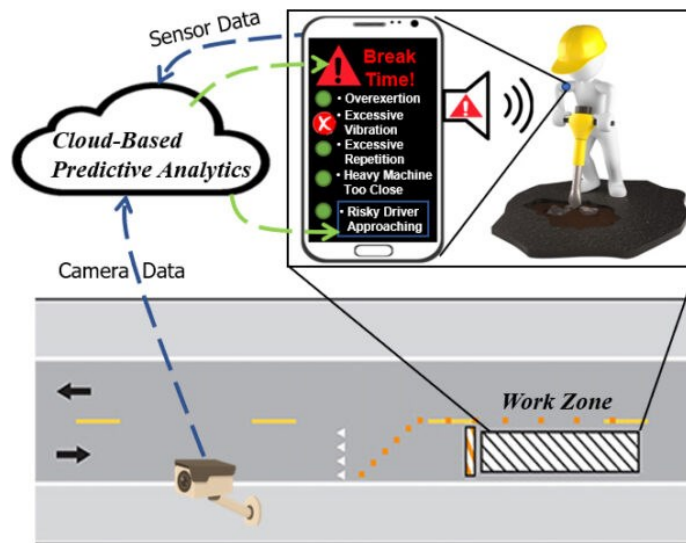 Sensor Data
Break
Time!
• Overexertion
• Excessive
Vibration
• Excessive
Repetition
• Heavy Machine
Too Close
• Risky Driver
Approaching
Cloud-Based
Predictive Analytics
Camera Data
Work Zone